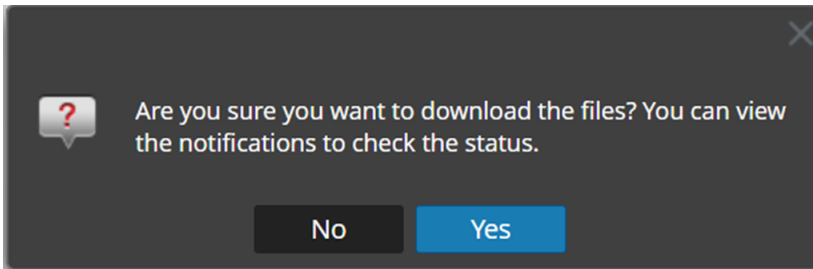 Are you sure you want to download the files? You can view
the notifications to check the status.
No
Yes